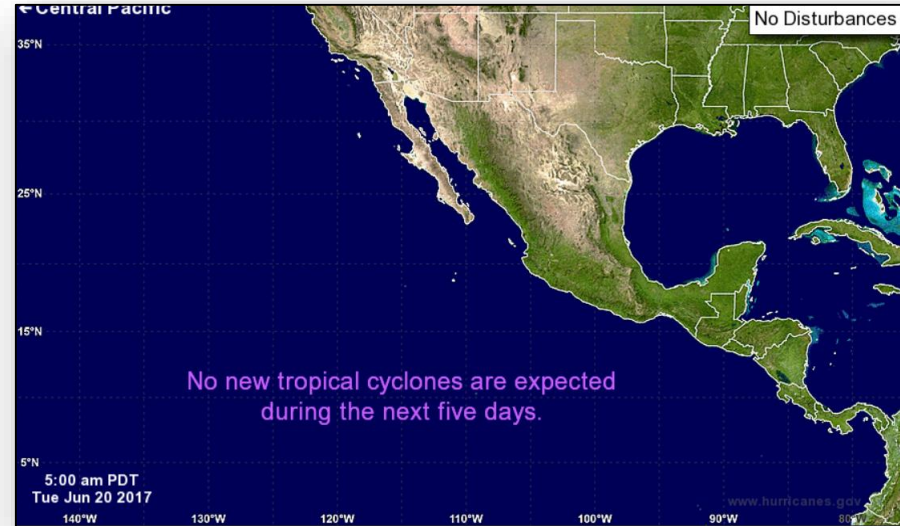 ←Central Pacific
No Disturbances
35°N
25°N
15°N
No new tropical cyclones are expected
during the next five days.
5°N
5:00 am PDT
Tue Jun 20 2017
www.hurricanes.gov
140°W
130°W
120°W
110°W
100°W
90°W
80°W